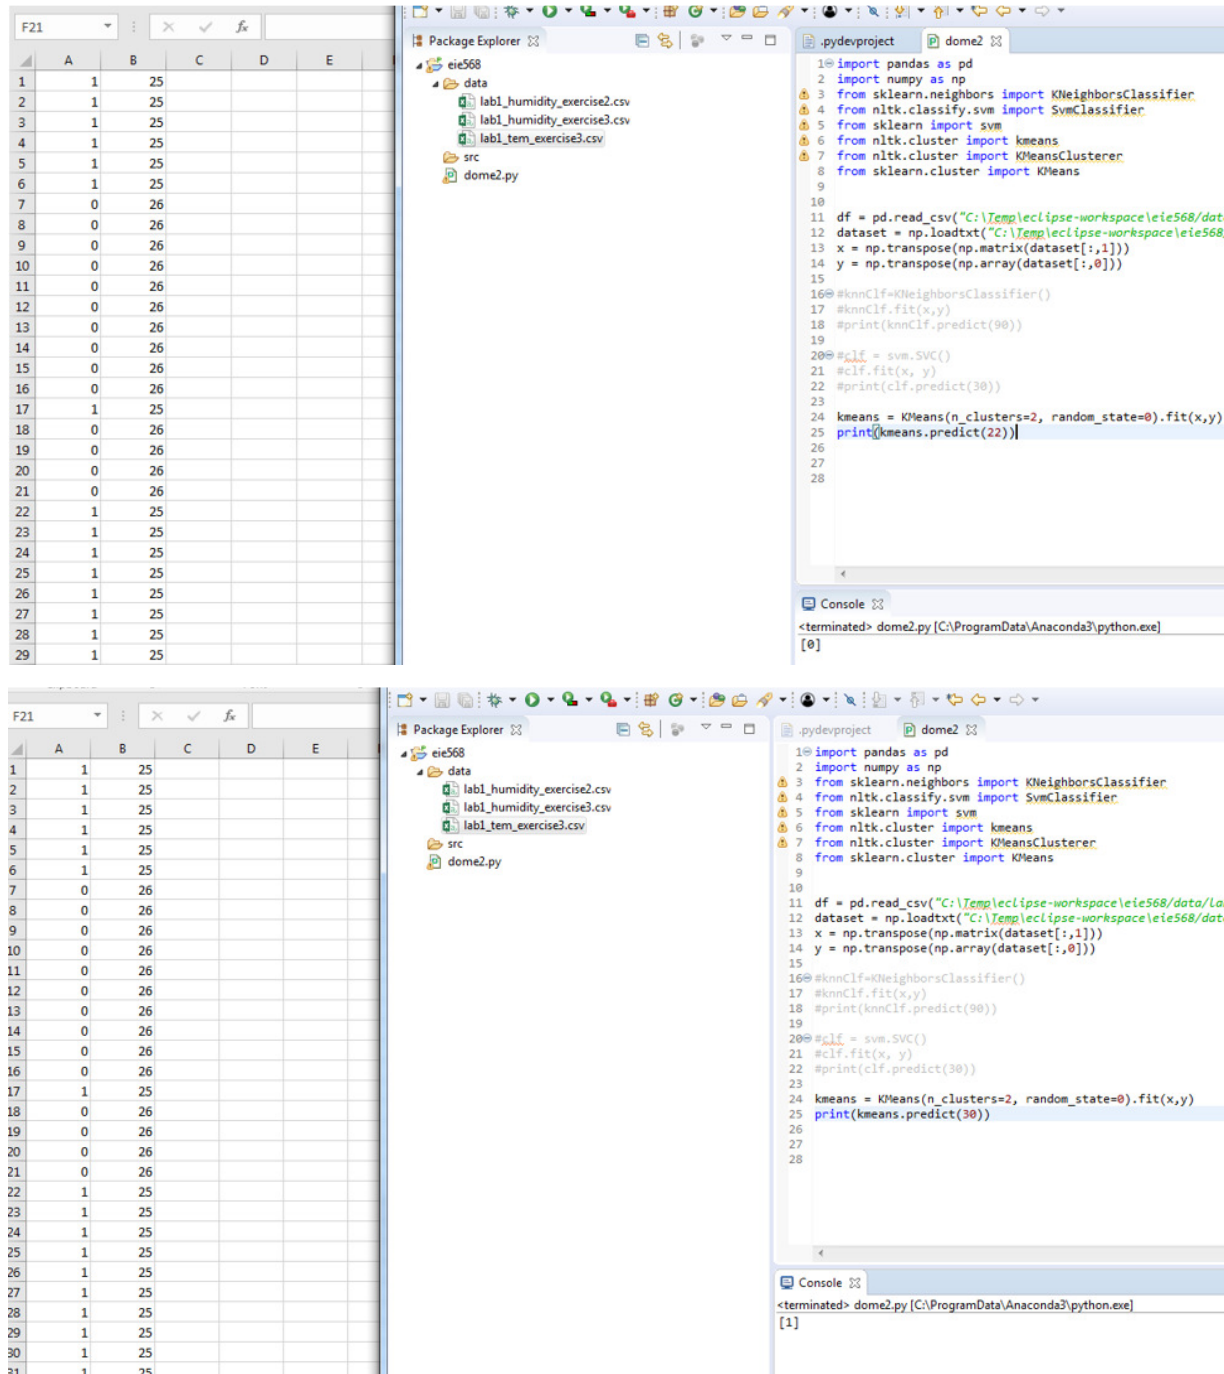 F21
fx
A B C D E
1 1 25
2 1 25
3 1 25
4 1 25
5 1 25
6 1 25
7 0 26
8 0 26
9 0 26
10 0 26
11 0 26
12 0 26
13 0 26
14 0 26
15 0 26
16 0 26
17 1 25
18 0 26
19 0 26
20 0 26
21 0 26
22 1 25
23 1 25
24 1 25
25 1 25
26 1 25
27 1 25
28 1 25
29 1 25
Package Explorer
eie568
data
lab1_humidity_exercise2.csv
lab1_humidity_exercise3.csv
lab1_tem_exercise3.csv
src
dome2.py
.pydevproject dome2
1 import pandas as pd
2 import numpy as np
3 from sklearn.neighbors import KNeighborsClassifier
4 from nltk.classify.svm import SvmClassifier
5 from sklearn import svm
6 from nltk.cluster import kmeans
7 from nltk.cluster import KMeansClusterer
8 from sklearn.cluster import KMeans
9
10
11 df = pd.read_csv("C:\Temp\eclipse-workspace\eie568/dat
12 dataset = np.loadtxt("C:\Temp\eclipse-workspace\eie568
13 x = np.transpose(np.matrix(dataset[:,1]))
14 y = np.transpose(np.array(dataset[:,0]))
15
16 #knnClf=KNeighborsClassifier()
17 #knnClf.fit(x,y)
18 #print(knnClf.predict(90))
19
20 #clf = svm.SVC()
21 #clf.fit(x, y)
22 #print(clf.predict(30))
23
24 kmeans = KMeans(n_clusters=2, random_state=0).fit(x,y)
25 print(kmeans.predict(22))
26
27
28
Console
<terminated> dome2.py [C:\ProgramData\Anaconda3\python.exe]
[0]
F21
fx
A B C D E
1 1 25
2 1 25
3 1 25
4 1 25
5 1 25
6 1 25
7 0 26
8 0 26
9 0 26
10 0 26
11 0 26
12 0 26
13 0 26
14 0 26
15 0 26
16 0 26
17 1 25
18 0 26
19 0 26
20 0 26
21 0 26
22 1 25
23 1 25
24 1 25
25 1 25
26 1 25
27 1 25
28 1 25
29 1 25
30 1 25
31 1 25
Package Explorer
eie568
data
lab1_humidity_exercise2.csv
lab1_humidity_exercise3.csv
lab1_tem_exercise3.csv
src
dome2.py
.pydevproject dome2
1 import pandas as pd
2 import numpy as np
3 from sklearn.neighbors import KNeighborsClassifier
4 from nltk.classify.svm import SvmClassifier
5 from sklearn import svm
6 from nltk.cluster import kmeans
7 from nltk.cluster import KMeansClusterer
8 from sklearn.cluster import KMeans
9
10
11 df = pd.read_csv("C:\Temp\eclipse-workspace\eie568/data/la
12 dataset = np.loadtxt("C:\Temp\eclipse-workspace\eie568/dat
13 x = np.transpose(np.matrix(dataset[:,1]))
14 y = np.transpose(np.array(dataset[:,0]))
15
16 #knnClf=KNeighborsClassifier()
17 #knnClf.fit(x,y)
18 #print(knnClf.predict(90))
19
20 #clf = svm.SVC()
21 #clf.fit(x, y)
22 #print(clf.predict(30))
23
24 kmeans = KMeans(n_clusters=2, random_state=0).fit(x,y)
25 print(kmeans.predict(30))
26
27
28
Console
<terminated> dome2.py [C:\ProgramData\Anaconda3\python.exe]
[1]